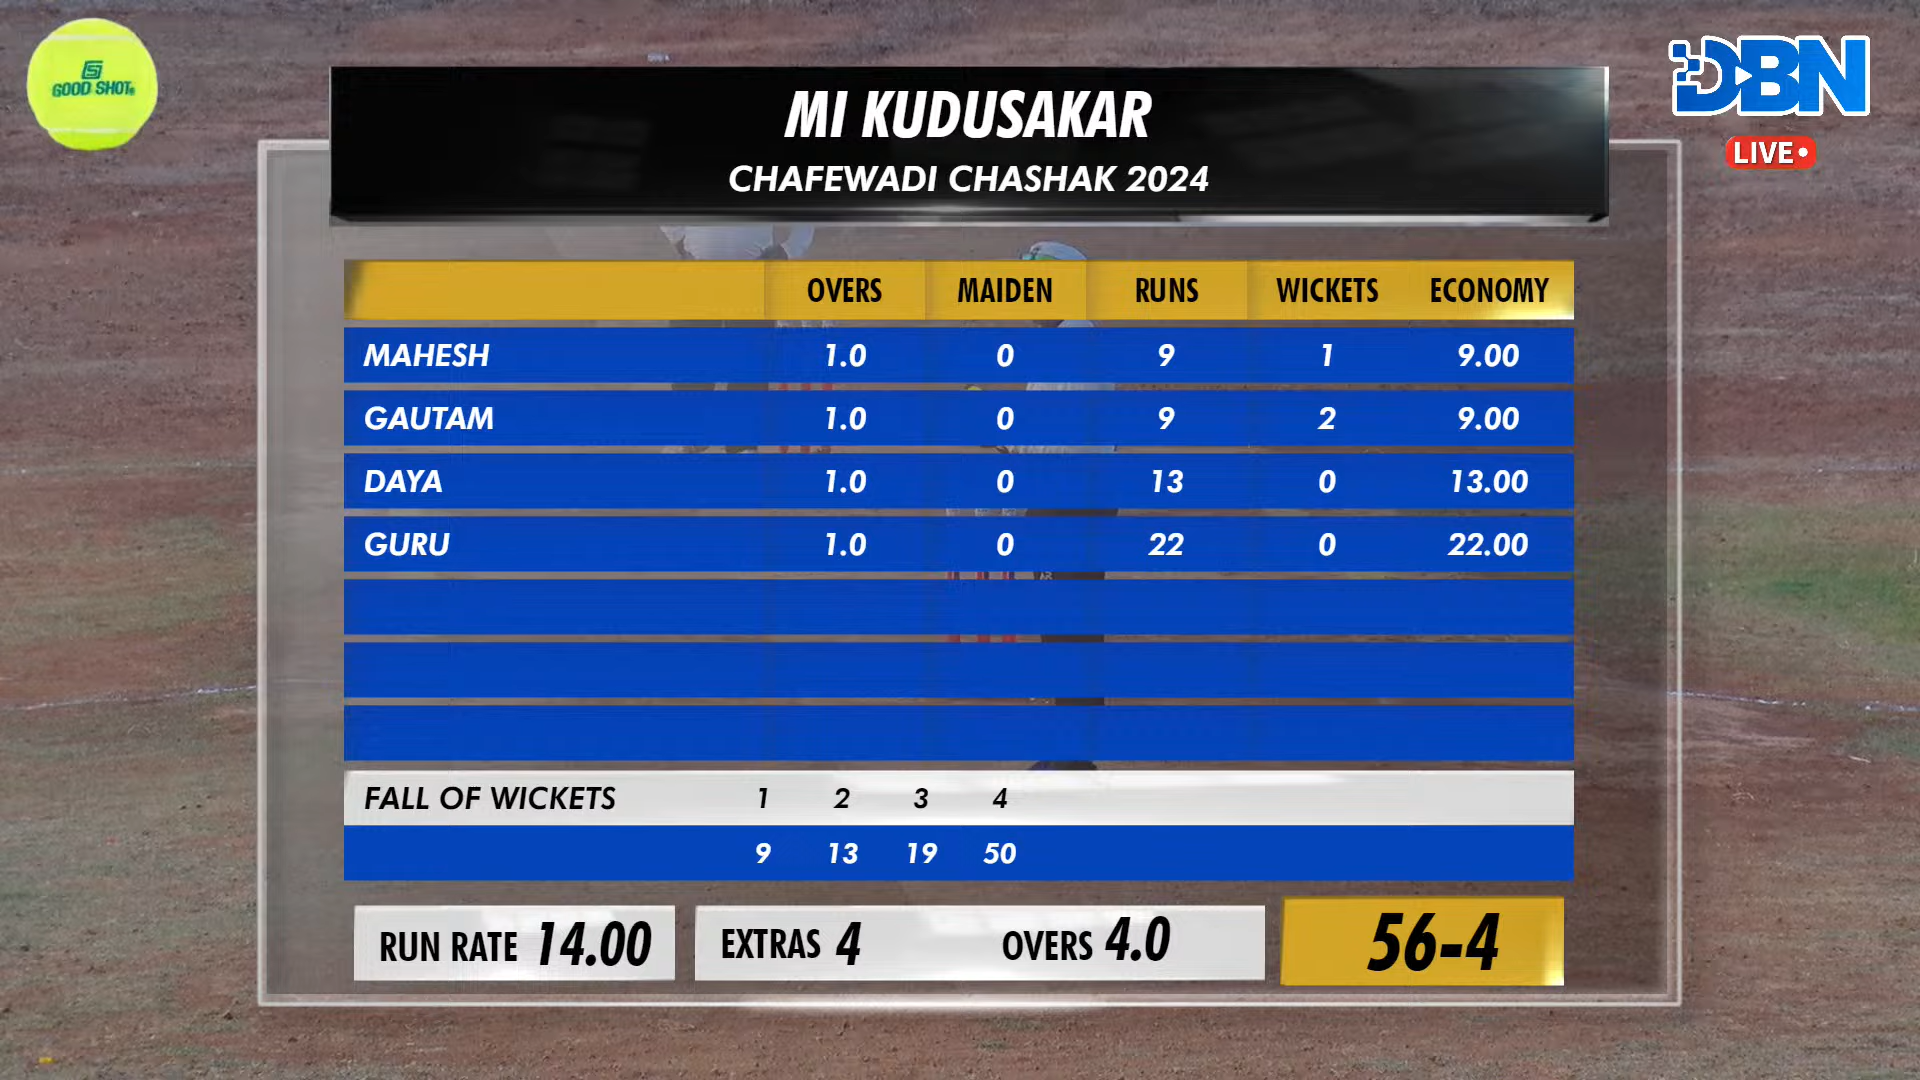 GOOD SHOT
DBN
LIVE
MI KUDUSAKAR
CHAFEWADI CHASHAK 2024
OVERS MAIDEN RUNS WICKETS ECONOMY
MAHESH 1.0 0 9 1 9.00
GAUTAM 1.0 0 9 2 9.00
DAYA 1.0 0 13 0 13.00
GURU 1.0 0 22 0 22.00
FALL OF WICKETS 1 2 3 4
9 13 19 50
RUN RATE 14.00 EXTRAS 4 OVERS 4.0 56-4